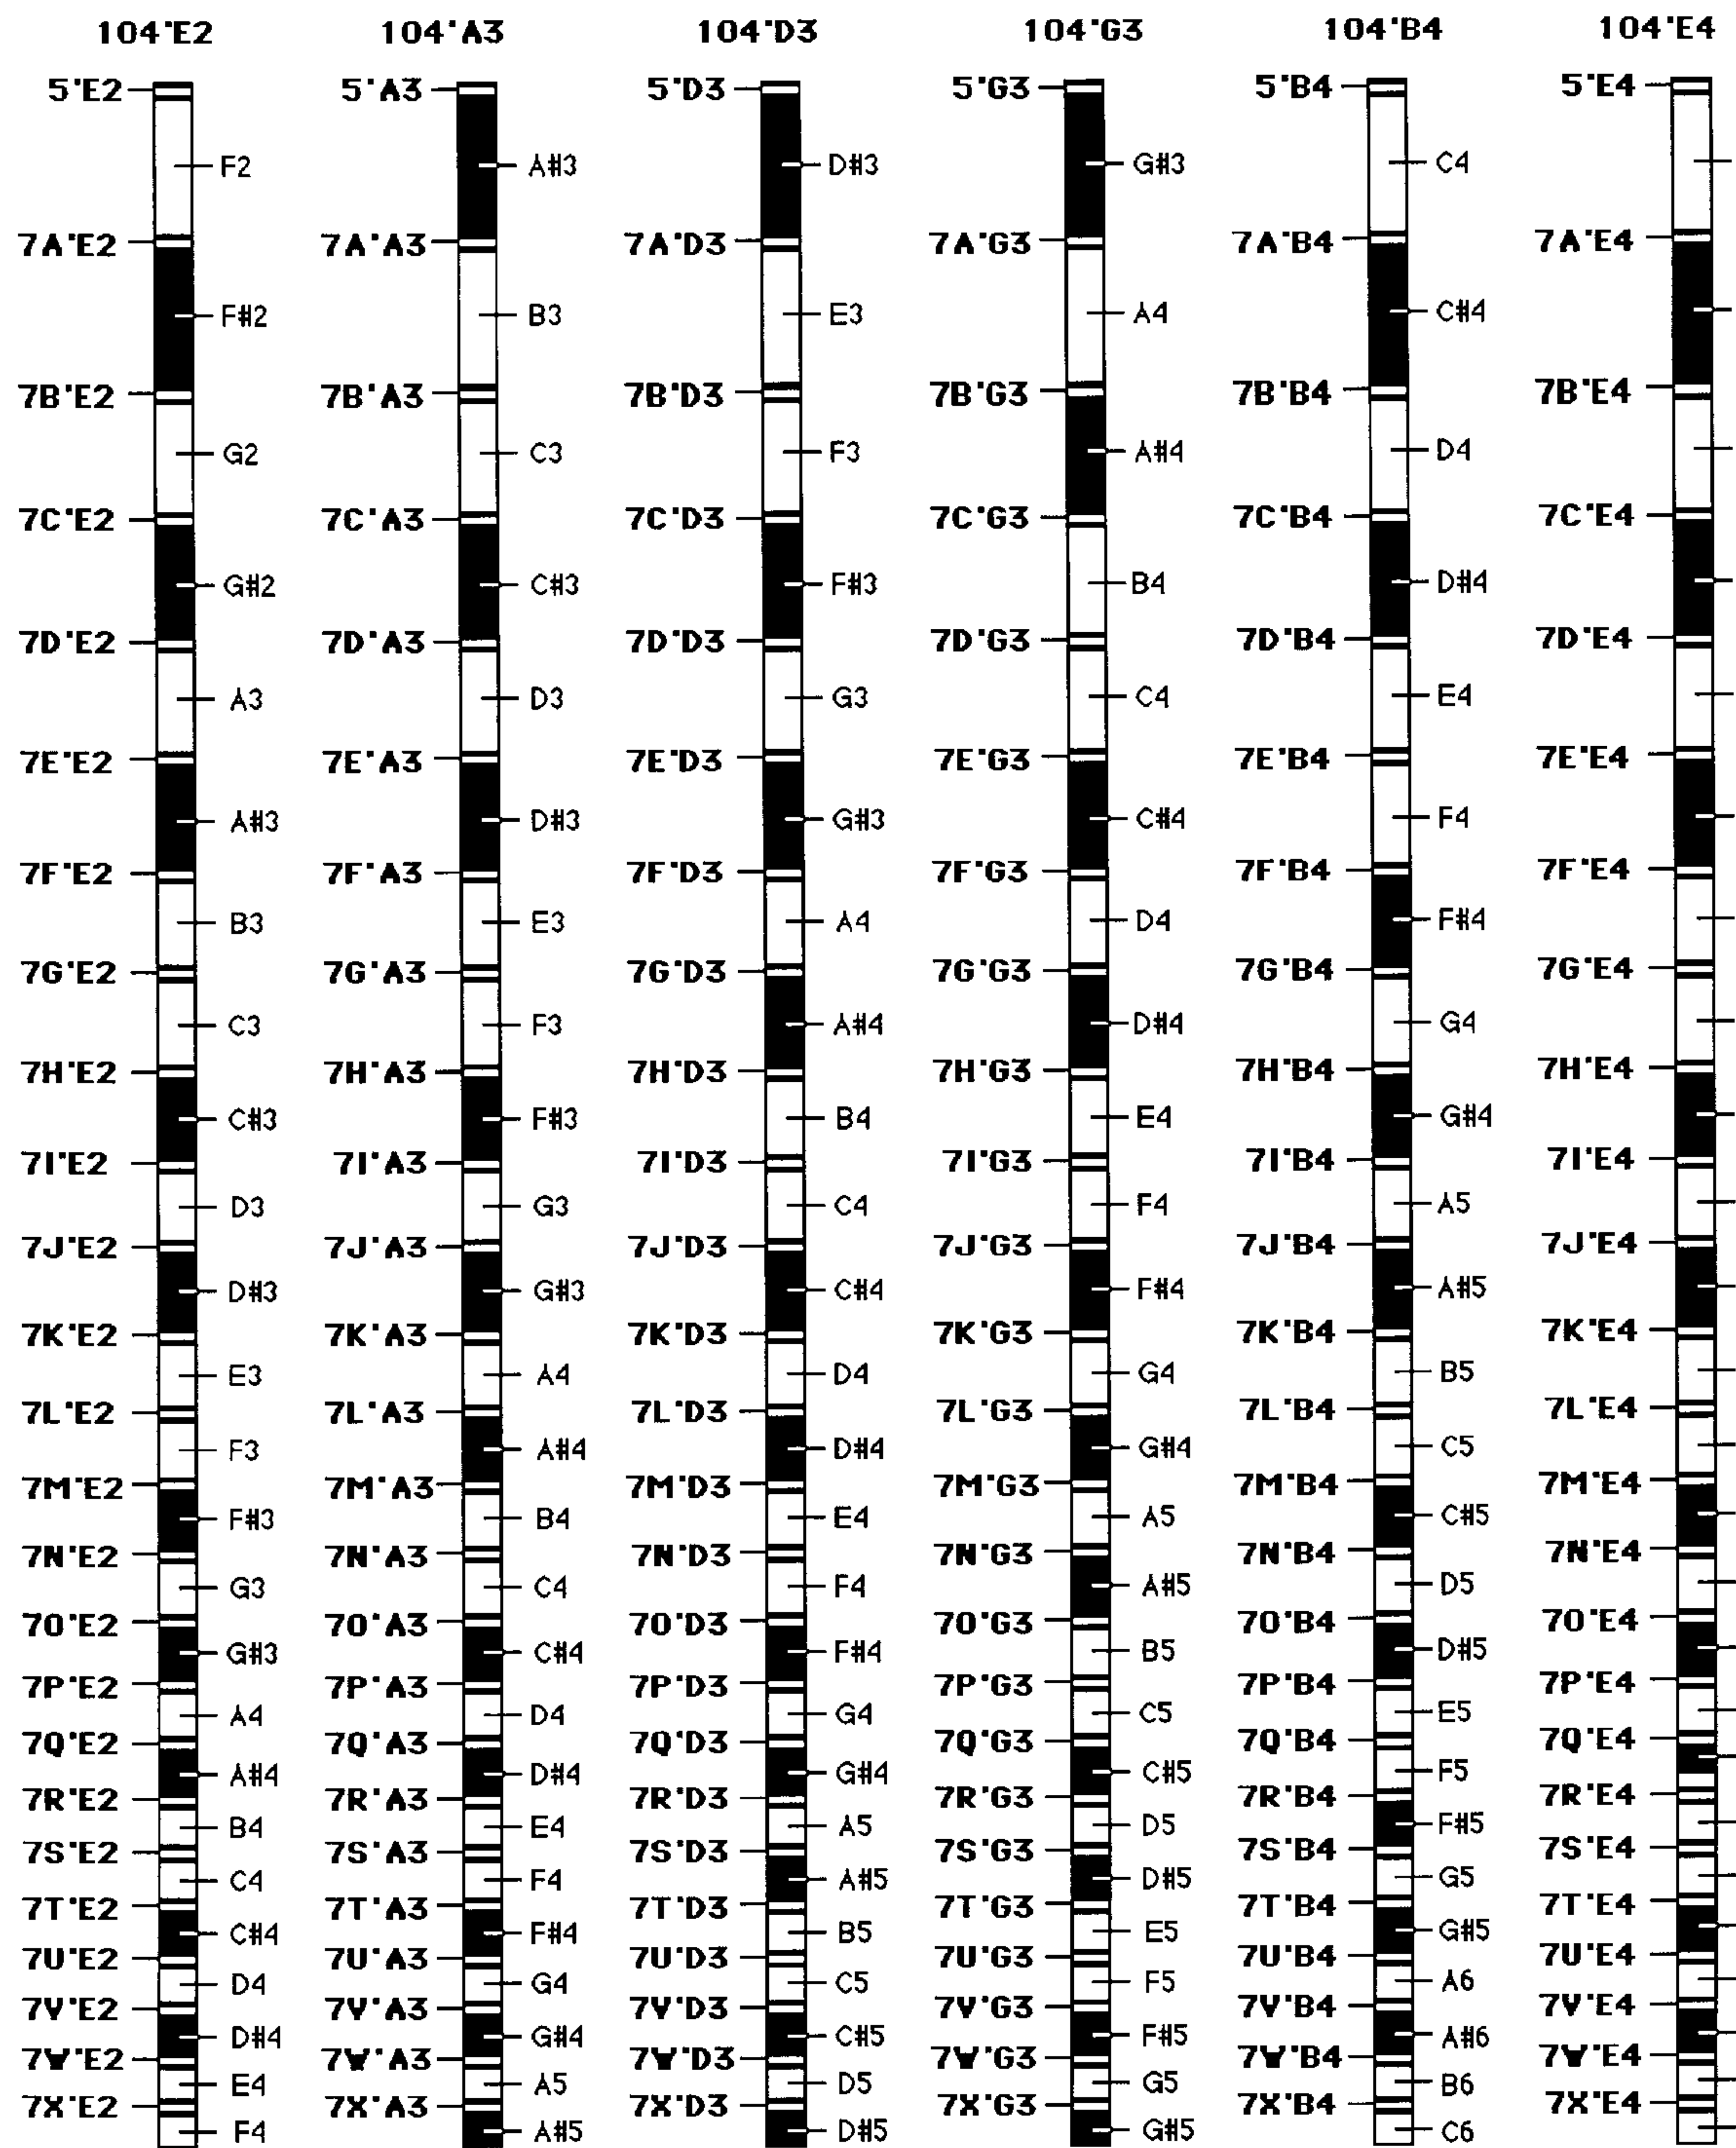 104'E2 104'A3 104'D3 104'G3 104'B4 104'E4
5'E2 5'A3 5'D3 5'G3 5'B4 5'E4
F2 A#3 D#3 G#3 C4
7A'E2 7A'A3 7A'D3 7A'G3 7A'B4 7A'E4
F#2 B3 E3 A4 C#4
7B'E2 7B'A3 7B'D3 7B'G3 7B'B4 7B'E4
G2 C3 F3 A#4 D4
7C'E2 7C'A3 7C'D3 7C'G3 7C'B4 7C'E4
G#2 C#3 F#3 B4 D#4
7D'E2 7D'A3 7D'D3 7D'G3 7D'B4 7D'E4
A3 D3 G3 C4 E4
7E'E2 7E'A3 7E'D3 7E'G3 7E'B4 7E'E4
A#3 D#3 G#3 C#4 F4
7F'E2 7F'A3 7F'D3 7F'G3 7F'B4 7F'E4
B3 E3 A4 D4 F#4
7G'E2 7G'A3 7G'D3 7G'G3 7G'B4 7G'E4
C3 F3 A#4 D#4 G4
7H'E2 7H'A3 7H'D3 7H'G3 7H'B4 7H'E4
C#3 F#3 B4 E4 G#4
7I'E2 7I'A3 7I'D3 7I'G3 7I'B4 7I'E4
D3 G3 C4 F4 A5
7J'E2 7J'A3 7J'D3 7J'G3 7J'B4 7J'E4
D#3 G#3 C#4 F#4 A#5
7K'E2 7K'A3 7K'D3 7K'G3 7K'B4 7K'E4
E3 A4 D4 G4 B5
7L'E2 7L'A3 7L'D3 7L'G3 7L'B4 7L'E4
F3 A#4 D#4 G#4 C5
7M'E2 7M'A3 7M'D3 7M'G3 7M'B4 7M'E4
F#3 B4 E4 A5 C#5
7N'E2 7N'A3 7N'D3 7N'G3 7N'B4 7N'E4
G3 C4 F4 A#5 D5
7O'E2 7O'A3 7O'D3 7O'G3 7O'B4 7O'E4
G#3 C#4 F#4 B5 D#5
7P'E2 7P'A3 7P'D3 7P'G3 7P'B4 7P'E4
A4 D4 G4 C5 E5
7Q'E2 7Q'A3 7Q'D3 7Q'G3 7Q'B4 7Q'E4
A#4 D#4 G#4 C#5 F5
7R'E2 7R'A3 7R'D3 7R'G3 7R'B4 7R'E4
B4 E4 A5 D5 F#5
7S'E2 7S'A3 7S'D3 7S'G3 7S'B4 7S'E4
C4 F4 A#5 D#5 G5
7T'E2 7T'A3 7T'D3 7T'G3 7T'B4 7T'E4
C#4 F#4 B5 E5 G#5
7U'E2 7U'A3 7U'D3 7U'G3 7U'B4 7U'E4
D4 G4 C5 F5 A6
7V'E2 7V'A3 7V'D3 7V'G3 7V'B4 7V'E4
D#4 G#4 C#5 F#5 A#6
7W'E2 7W'A3 7W'D3 7W'G3 7W'B4 7W'E4
E4 A5 D5 G5 B6
7X'E2 7X'A3 7X'D3 7X'G3 7X'B4 7X'E4
F4 A#5 D#5 G#5 C6